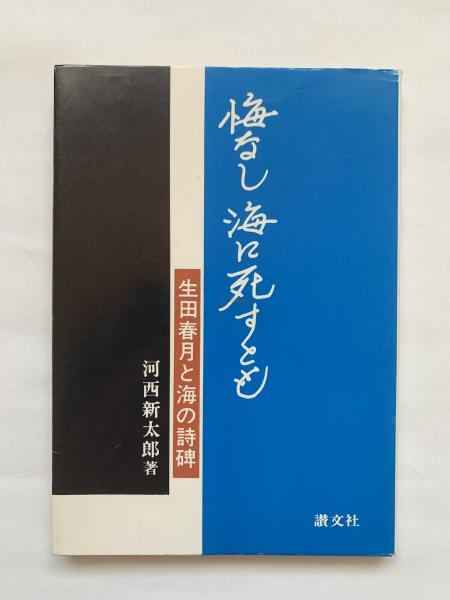 悔なし 海に死すとも
生田春月と海の詩碑
河西新太郎著
讃文社